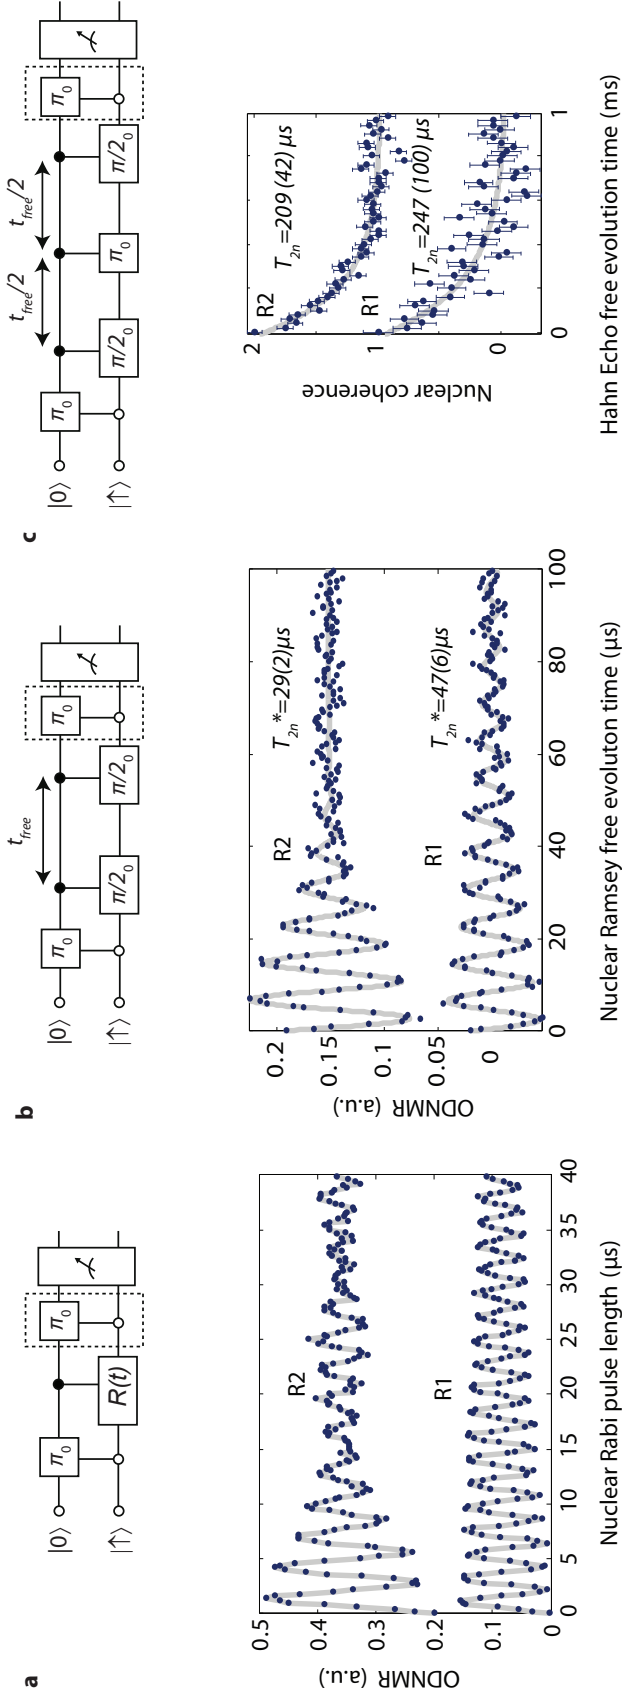 a
|0⟩
π₀
π₀
|↑⟩
R(t)
0.5
0.4
0.3
0.2
0.1
0
ODNMR (a.u.)
R2
R1
0 5 10 15 20 25 30 35 40
Nuclear Rabi pulse length (µs)
b
t_free
|0⟩
π₀
π₀
|↑⟩
π/2₀
π/2₀
0.2
0.15
0.1
0.05
0
ODNMR (a.u.)
R2
T₂ₙ*=29(2)µs
R1
T₂ₙ*=47(6)µs
0 20 40 60 80 100
Nuclear Ramsey free evoluton time (µs)
c
t_free/2 t_free/2
|0⟩
π₀
π₀
|↑⟩
π/2₀
π₀
π/2₀
2
1
0
Nuclear coherence
R2
T₂ₙ=209 (42) µs
R1
T₂ₙ=247 (100) µs
0 1
Hahn Echo free evolution time (ms)